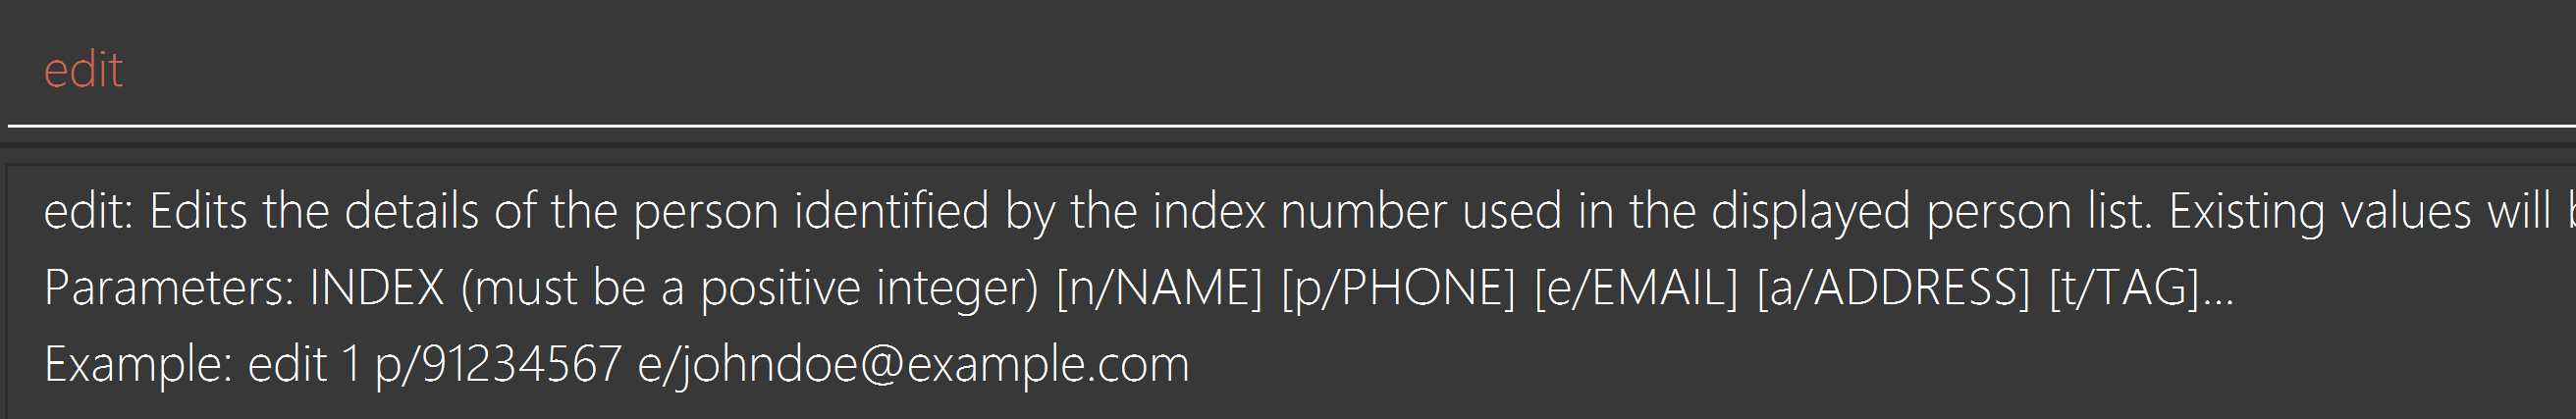 edit
edit: Edits the details of the person identified by the index number used in the displayed person list. Existing values will
Parameters: INDEX (must be a positive integer) [n/NAME] [p/PHONE] [e/EMAIL] [a/ADDRESS] [t/TAG]...
Example: edit 1 p/91234567 e/johndoe@example.com